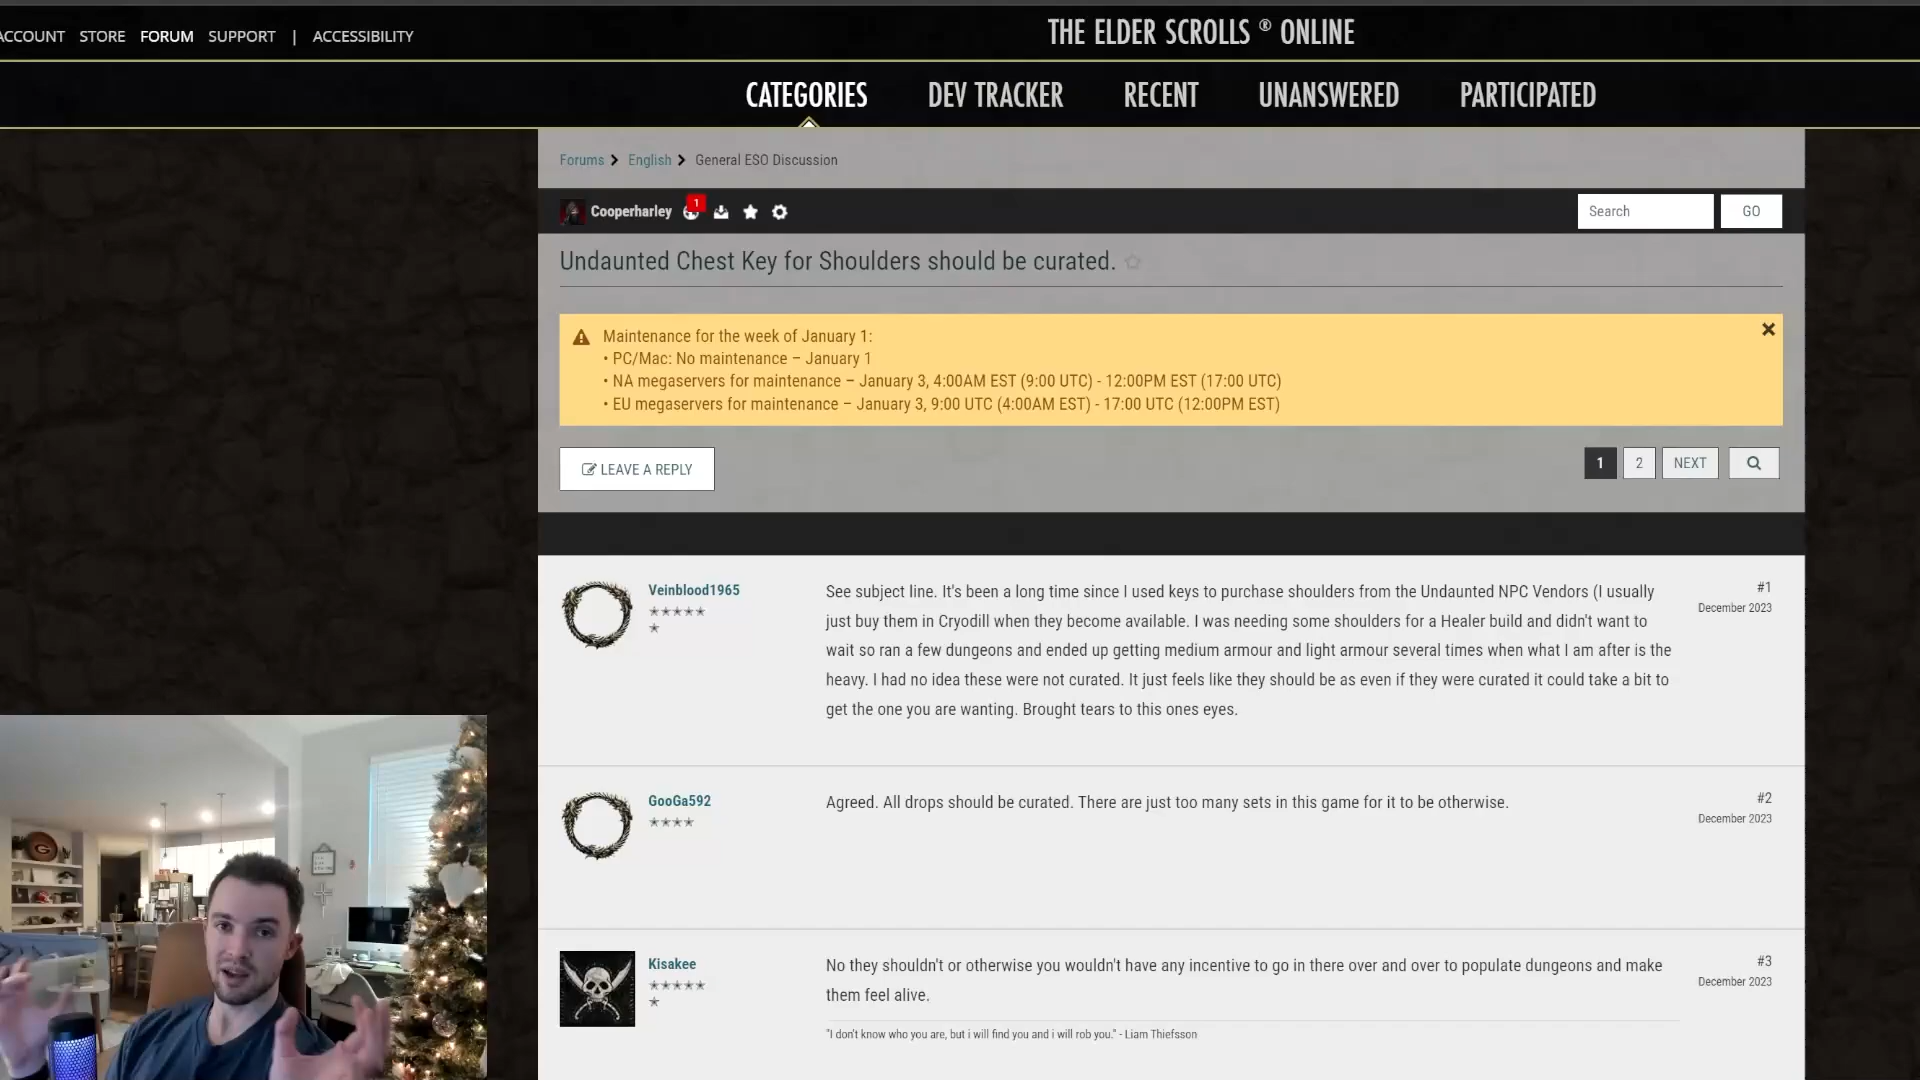 ACCOUNT STORE FORUM SUPPORT | ACCESSIBILITY
THE ELDER SCROLLS ® ONLINE
CATEGORIES DEV TRACKER RECENT UNANSWERED PARTICIPATED
Forums > English > General ESO Discussion
Cooperharley 1
Search GO
Undaunted Chest Key for Shoulders should be curated.
Maintenance for the week of January 1:
• PC/Mac: No maintenance – January 1
• NA megaservers for maintenance – January 3, 4:00AM EST (9:00 UTC) - 12:00PM EST (17:00 UTC)
• EU megaservers for maintenance – January 3, 9:00 UTC (4:00AM EST) - 17:00 UTC (12:00PM EST)
LEAVE A REPLY
1 2 NEXT
Veinblood1965
See subject line. It's been a long time since I used keys to purchase shoulders from the Undaunted NPC Vendors (I usually
just buy them in Cryodill when they become available. I was needing some shoulders for a Healer build and didn't want to
wait so ran a few dungeons and ended up getting medium armour and light armour several times when what I am after is the
heavy. I had no idea these were not curated. It just feels like they should be as even if they were curated it could take a bit to
get the one you are wanting. Brought tears to this ones eyes.
#1
December 2023
GooGa592
Agreed. All drops should be curated. There are just too many sets in this game for it to be otherwise.
#2
December 2023
Kisakee
No they shouldn't or otherwise you wouldn't have any incentive to go in there over and over to populate dungeons and make
them feel alive.
#3
December 2023
"I don't know who you are, but i will find you and i will rob you." - Liam Thiefsson